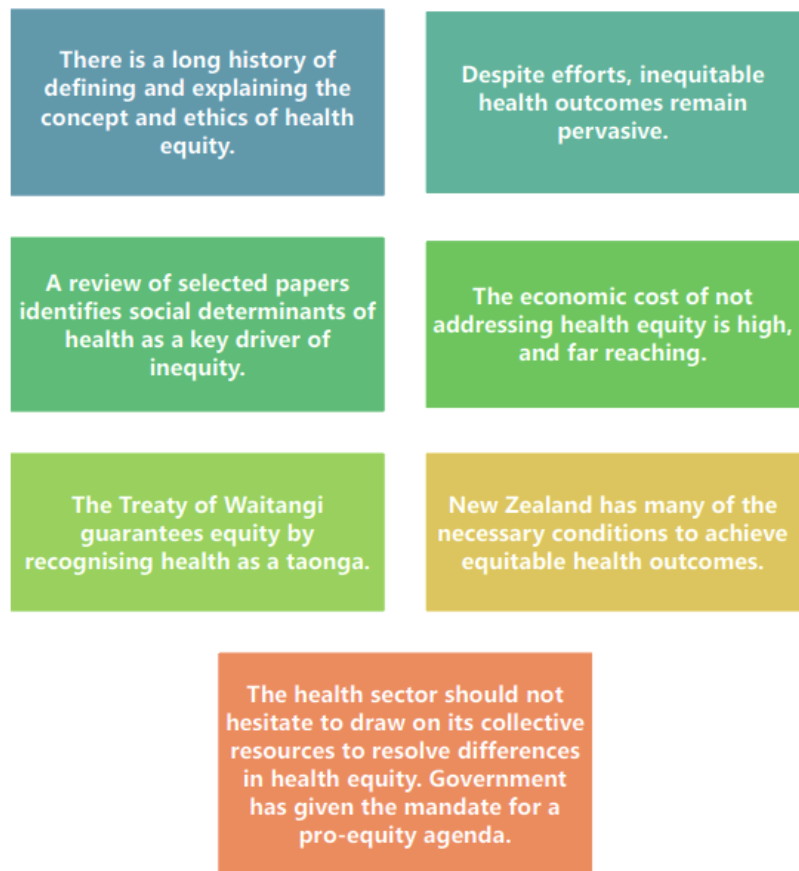 There is a long history of
defining and explaining the
concept and ethics of health
equity.
Despite efforts, inequitable
health outcomes remain
pervasive.
A review of selected papers
identifies social determinants of
health as a key driver of
inequity.
The economic cost of not
addressing health equity is high,
and far reaching.
The Treaty of Waitangi
guarantees equity by
recognising health as a taonga.
New Zealand has many of the
necessary conditions to achieve
equitable health outcomes.
The health sector should not
hesitate to draw on its collective
resources to resolve differences
in health equity. Government
has given the mandate for a
pro-equity agenda.